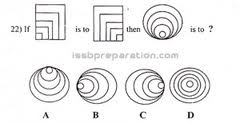 22) If is to then is to ?
issbpreparation.com
A B C D